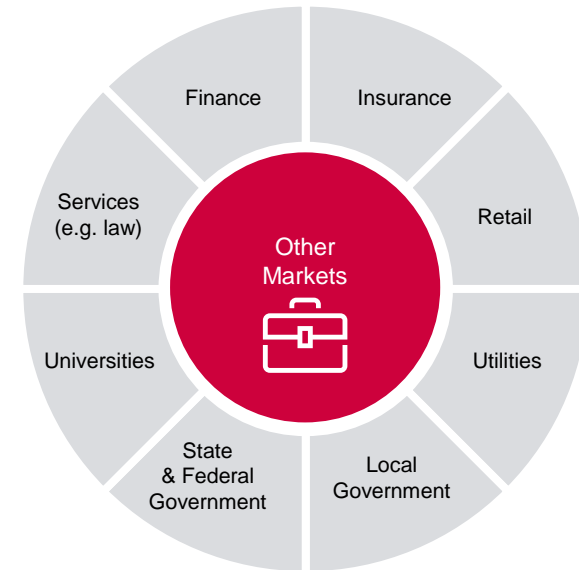 Finance
Insurance
Services
(e.g. law)
Retail
Other
Markets
Universities
Utilities
State
& Federal
Government
Local
Government